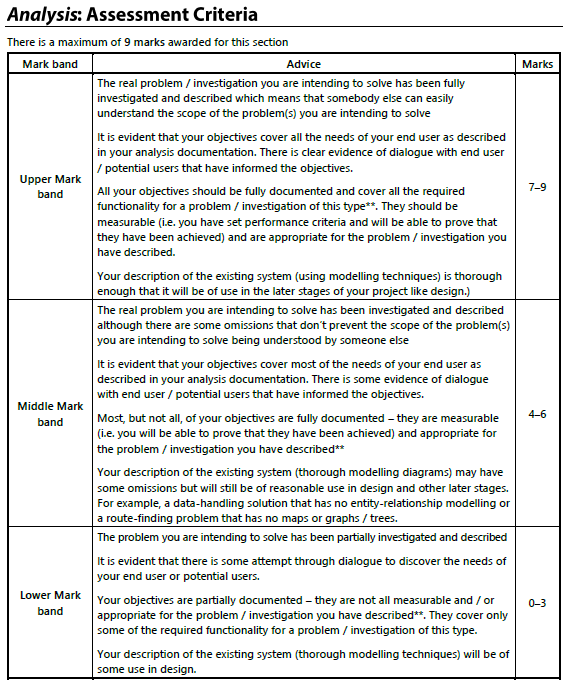 Analysis: Assessment Criteria
There is a maximum of 9 marks awarded for this section
Mark band
Advice
Marks
Upper Mark
band
The real problem / investigation you are intending to solve has been fully
investigated and described which means that somebody else can easily
understand the scope of the problem(s) you are intending to solve
It is evident that your objectives cover all the needs of your end user as described
in your analysis documentation. There is clear evidence of dialogue with end user
/ potential users that have informed the objectives.
All your objectives should be fully documented and cover all the required
functionality for a problem / investigation of this type**. They should be
measurable (i.e. you have set performance criteria and will be able to prove that
they have been achieved) and are appropriate for the problem / investigation you
have described.
Your description of the existing system (using modelling techniques) is thorough
enough that it will be of use in the later stages of your project like design.)
7–9
Middle Mark
band
The real problem you are intending to solve has been investigated and described
although there are some omissions that don't prevent the scope of the problem(s)
you are intending to solve being understood by someone else
It is evident that your objectives cover most of the needs of your end user as
described in your analysis documentation. There is some evidence of dialogue
with end user / potential users that have informed the objectives.
Most, but not all, of your objectives are fully documented – they are measurable
(i.e. you will be able to prove that they have been achieved) and appropriate for
the problem / investigation you have described**
Your description of the existing system (thorough modelling diagrams) may have
some omissions but will still be of reasonable use in design and other later stages.
For example, a data-handling solution that has no entity-relationship modelling or
a route-finding problem that has no maps or graphs / trees.
4–6
Lower Mark
band
The problem you are intending to solve has been partially investigated and described
It is evident that there is some attempt through dialogue to discover the needs of
your end user or potential users.
Your objectives are partially documented – they are not all measurable and / or
appropriate for the problem / investigation you have described**. They cover only
some of the required functionality for a problem / investigation of this type.
Your description of the existing system (thorough modelling techniques) will be of
some use in design.
0–3